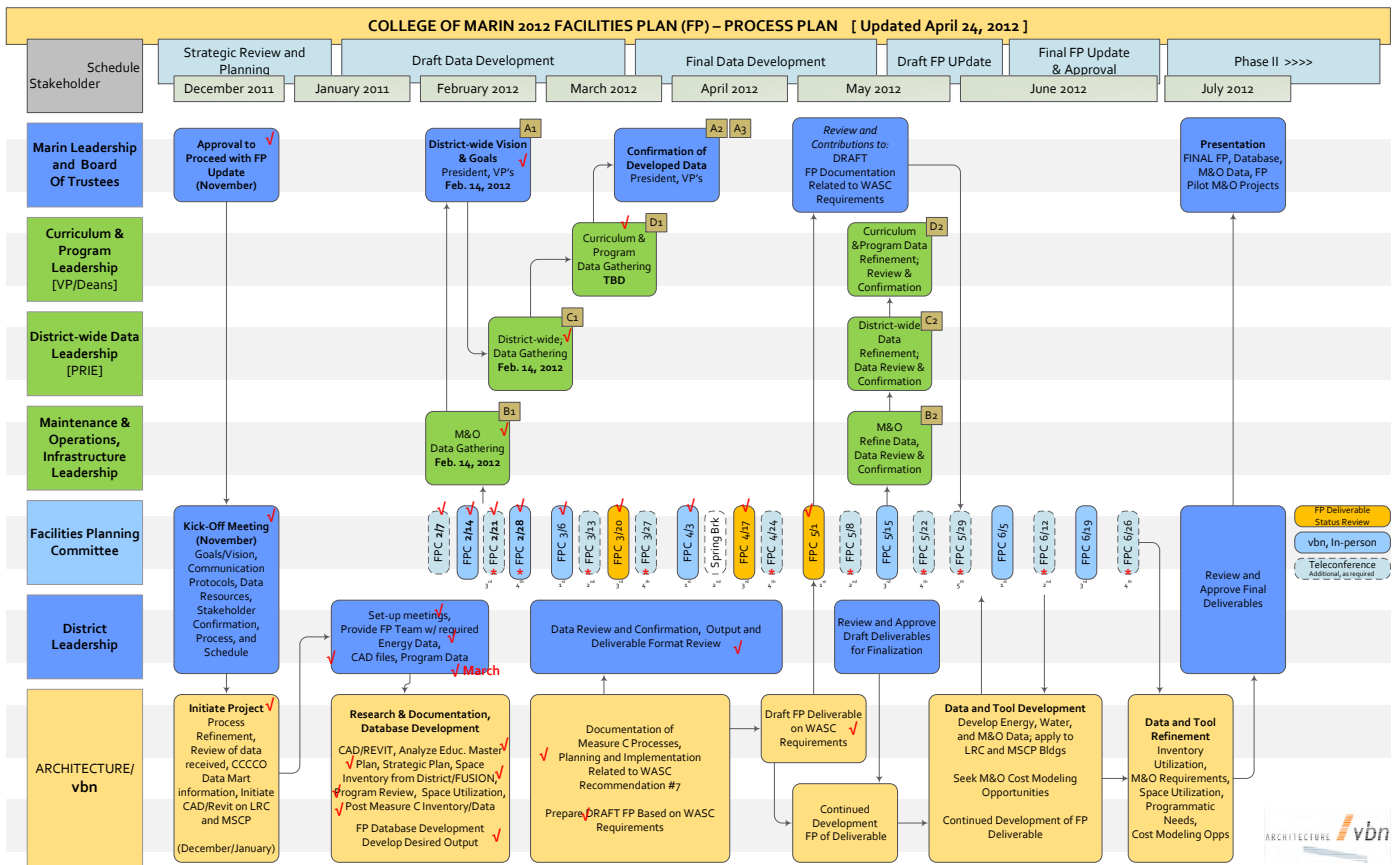 COLLEGE OF MARIN 2012 FACILITIES PLAN (FP) – PROCESS PLAN [ Updated April 24, 2012 ]
Schedule
Stakeholder
Strategic Review and
Planning
Draft Data Development
Final Data Development
Draft FP UPdate
Final FP Update
& Approval
Phase II >>>>
December 2011
January 2011
February 2012
March 2012
April 2012
May 2012
June 2012
July 2012
Marin Leadership
and Board
Of Trustees
Approval to
Proceed with FP
Update
(November)
√
A1
District-wide Vision
& Goals
President, VP's
Feb. 14, 2012
√
A2
A3
Confirmation of
Developed Data
President, VP's
Review and
Contributions to:
DRAFT
FP Documentation
Related to WASC
Requirements
Presentation
FINAL FP, Database,
M&O Data, FP
Pilot M&O Projects
Curriculum &
Program
Leadership
[VP/Deans]
D1
√
Curriculum &
Program
Data Gathering
TBD
D2
Curriculum
&Program Data
Refinement;
Review &
Confirmation
District-wide Data
Leadership
[PRIE]
C1
District-wide;
Data Gathering
Feb. 14, 2012
√
C2
District-wide
Data
Refinement;
Data Review &
Confirmation
Maintenance &
Operations,
Infrastructure
Leadership
B1
M&O
Data Gathering
Feb. 14, 2012
√
B2
M&O
Refine Data,
Data Review &
Confirmation
Facilities Planning
Committee
Kick-Off Meeting
(November)
Goals/Vision,
Communication
Protocols, Data
Resources,
Stakeholder
Confirmation,
Process, and
Schedule
√
FPC 2/7 √
FPC 2/14 √
FPC 2/21 √ *
3rd
FPC 2/28 √ *
4th
FPC 3/6 √
1st
FPC 3/13 *
2nd
FPC 3/20 √
3rd
FPC 3/27 *
4th
FPC 4/3 √
1st
Spring Brk
2nd
FPC 4/17 √
3rd
FPC 4/24 √ *
4th
FPC 5/1 √
1st
FPC 5/8 *
2nd
FPC 5/15
3rd
FPC 5/22 *
4th
FPC 5/29 *
5th
FPC 6/5
1st
FPC 6/12 *
2nd
FPC 6/19
3rd
FPC 6/26 *
4th
FP Deliverable
Status Review
vbn, In-person
Teleconference
Additional, as required
Review and
Approve Final
Deliverables
District
Leadership
Set-up meetings,
Provide FP Team w/ required
Energy Data,
CAD files, Program Data
√ √ √
√ March
Data Review and Confirmation, Output and
Deliverable Format Review
√
Review and Approve
Draft Deliverables
for Finalization
ARCHITECTURE/
vbn
Initiate Project
Process
Refinement,
Review of data
received, CCCCO
Data Mart
information, Initiate
CAD/Revit on LRC
and MSCP
(December/January)
√
Research & Documentation,
Database Development
CAD/REVIT, Analyze Educ. Master √
√ Plan, Strategic Plan, Space
Inventory from District/FUSION, √
√ Program Review, Space Utilization,
√ Post Measure C Inventory/Data
FP Database Development
Develop Desired Output √
Documentation of
Measure C Processes,
√ Planning and Implementation
Related to WASC
Recommendation #7
Prepare √ DRAFT FP Based on WASC
Requirements
Draft FP Deliverable
on WASC
Requirements
√
Continued
Development
FP of Deliverable
Data and Tool Development
Develop Energy, Water,
and M&O Data; apply to
LRC and MSCP Bldgs
Seek M&O Cost Modeling
Opportunities
Continued Development of FP
Deliverable
Data and Tool
Refinement
Inventory
Utilization,
M&O Requirements,
Space Utilization,
Programmatic
Needs,
Cost Modeling Opps
ARCHITECTURE vbn